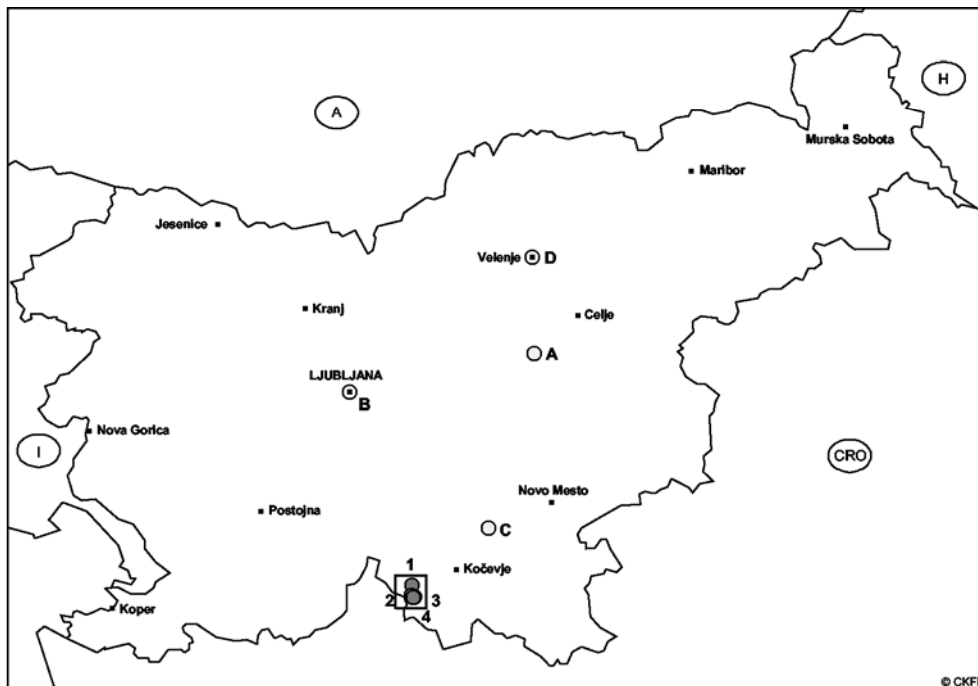 H
A
Murska Sobota
Maribor
Jesenice
Velenje
D
Kranj
Celje
A
LJUBLJANA
B
Nova Gorica
I
CRO
Novo Mesto
Postojna
C
1
Kočevje
2
3
Koper
4